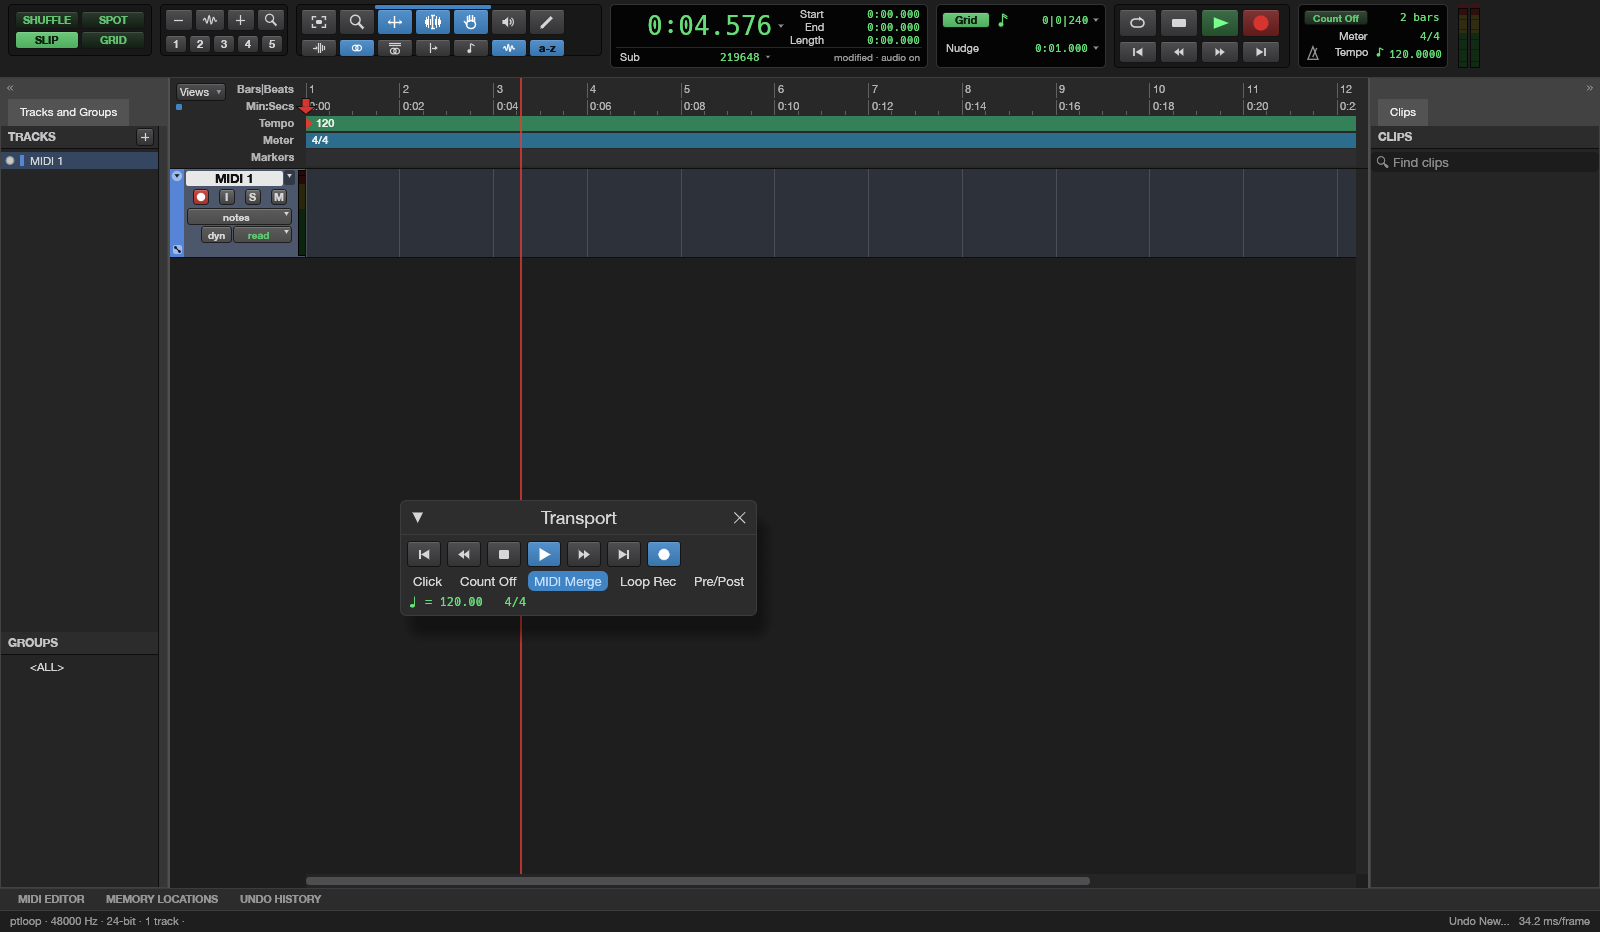 SHUFFLE SPOT
SLIP GRID
1 2 3 4 5
a-z
0:04.576
Start 0:00.000
End 0:00.000
Length 0:00.000
Sub 219648 modified · audio on
Grid 0|0|240
Nudge 0:01.000
Count Off 2 bars
Meter 4/4
Tempo 120.0000
Tracks and Groups
TRACKS +
MIDI 1
GROUPS
<ALL>
Views
Bars|Beats 1 2 3 4 5 6 7 8 9 10 11 12
Min:Secs 0:00 0:02 0:04 0:06 0:08 0:10 0:12 0:14 0:16 0:18 0:20 0:2
Tempo 120
Meter 4/4
Markers
MIDI 1
I S M
notes
dyn read
Transport
Click Count Off MIDI Merge Loop Rec Pre/Post
♩ = 120.00 4/4
Clips
CLIPS
Find clips
MIDI EDITOR MEMORY LOCATIONS UNDO HISTORY
ptloop · 48000 Hz · 24-bit · 1 track ·
Undo New... 34.2 ms/frame